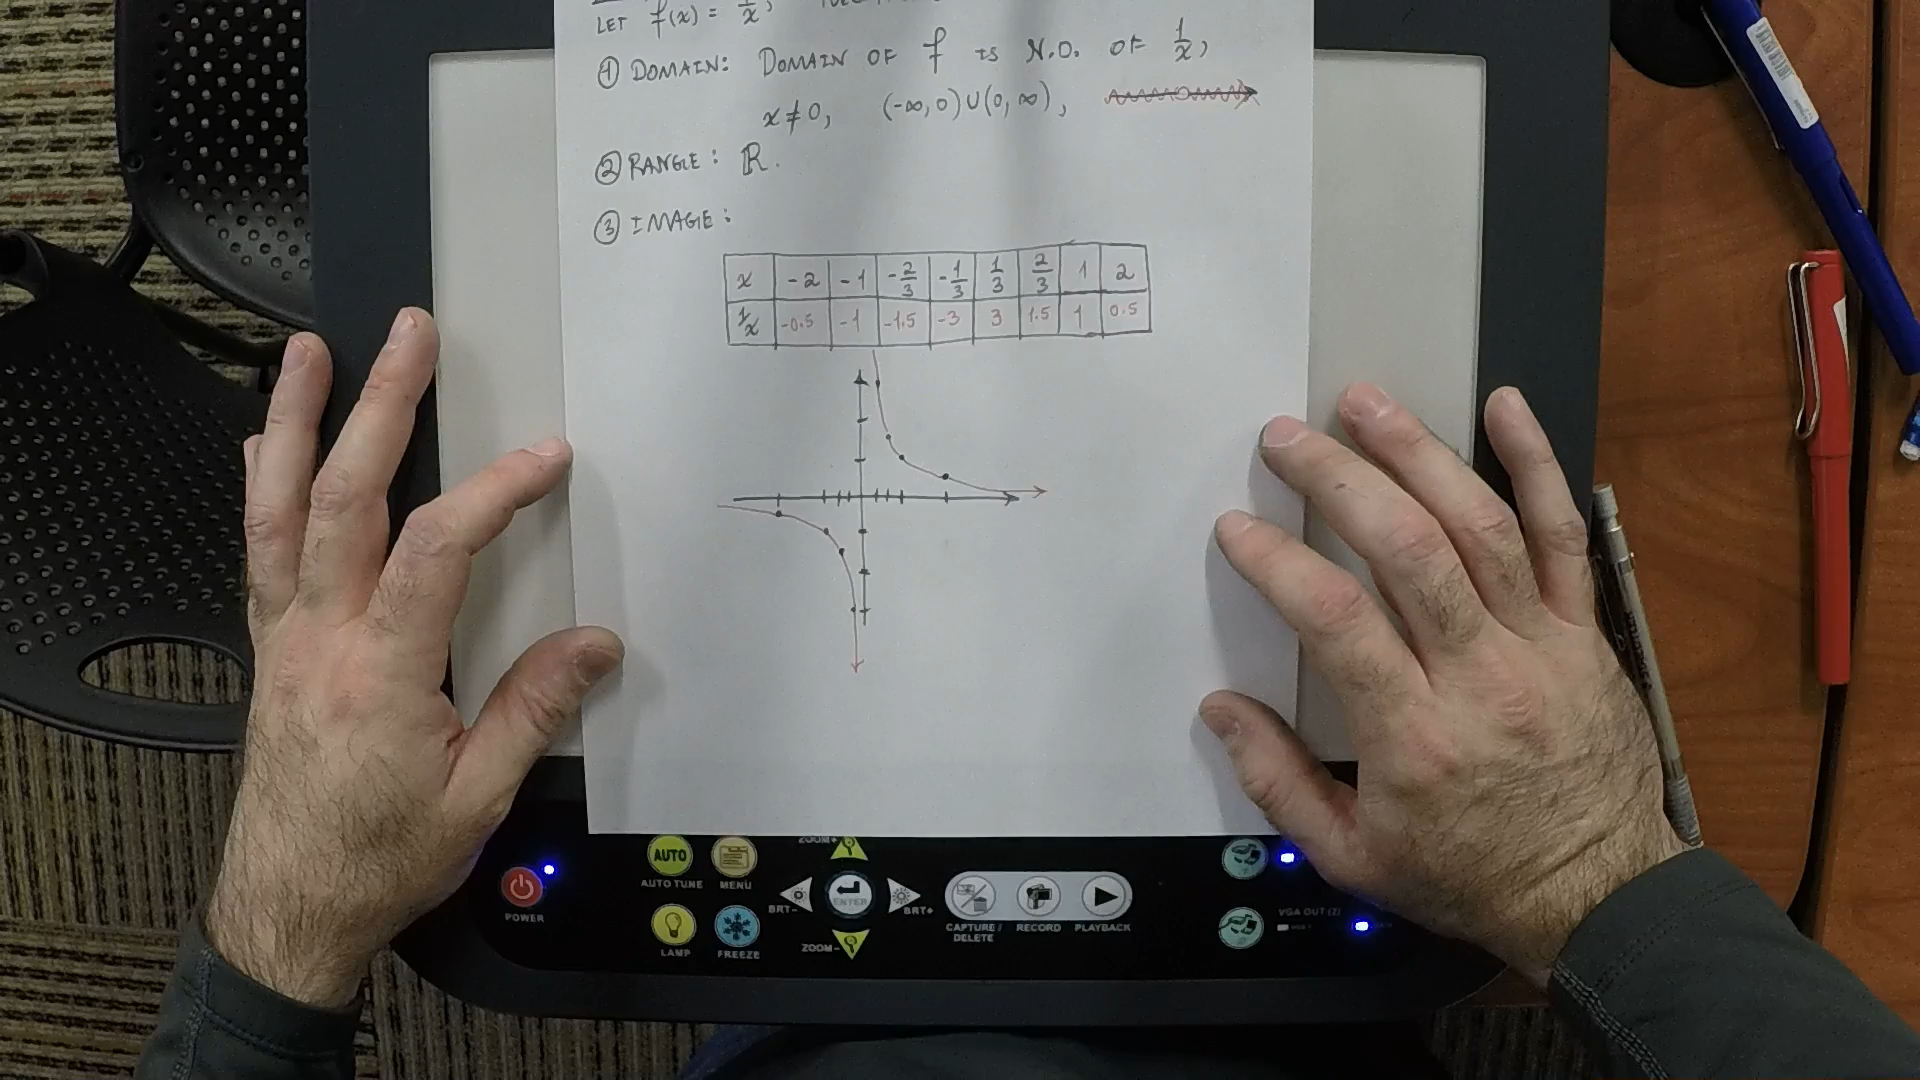 LET f(x) = 1/x,
① DOMAIN: DOMAIN OF f IS N.D. OF 1/x,
x≠0, (-∞,0)∪(0,∞),
② RANGE: ℝ.
③ IMAGE:
x -2 -1 -2/3 -1/3 1/3 2/3 1 2
1/x -0.5 -1 -1.5 -3 3 1.5 1 0.5
ZOOM+
AUTO
AUTO TUNE MENU
ENTER
BRT- BRT+
POWER
CAPTURE / DELETE RECORD PLAYBACK
VGA OUT (2)
ZOOM-
LAMP FREEZE